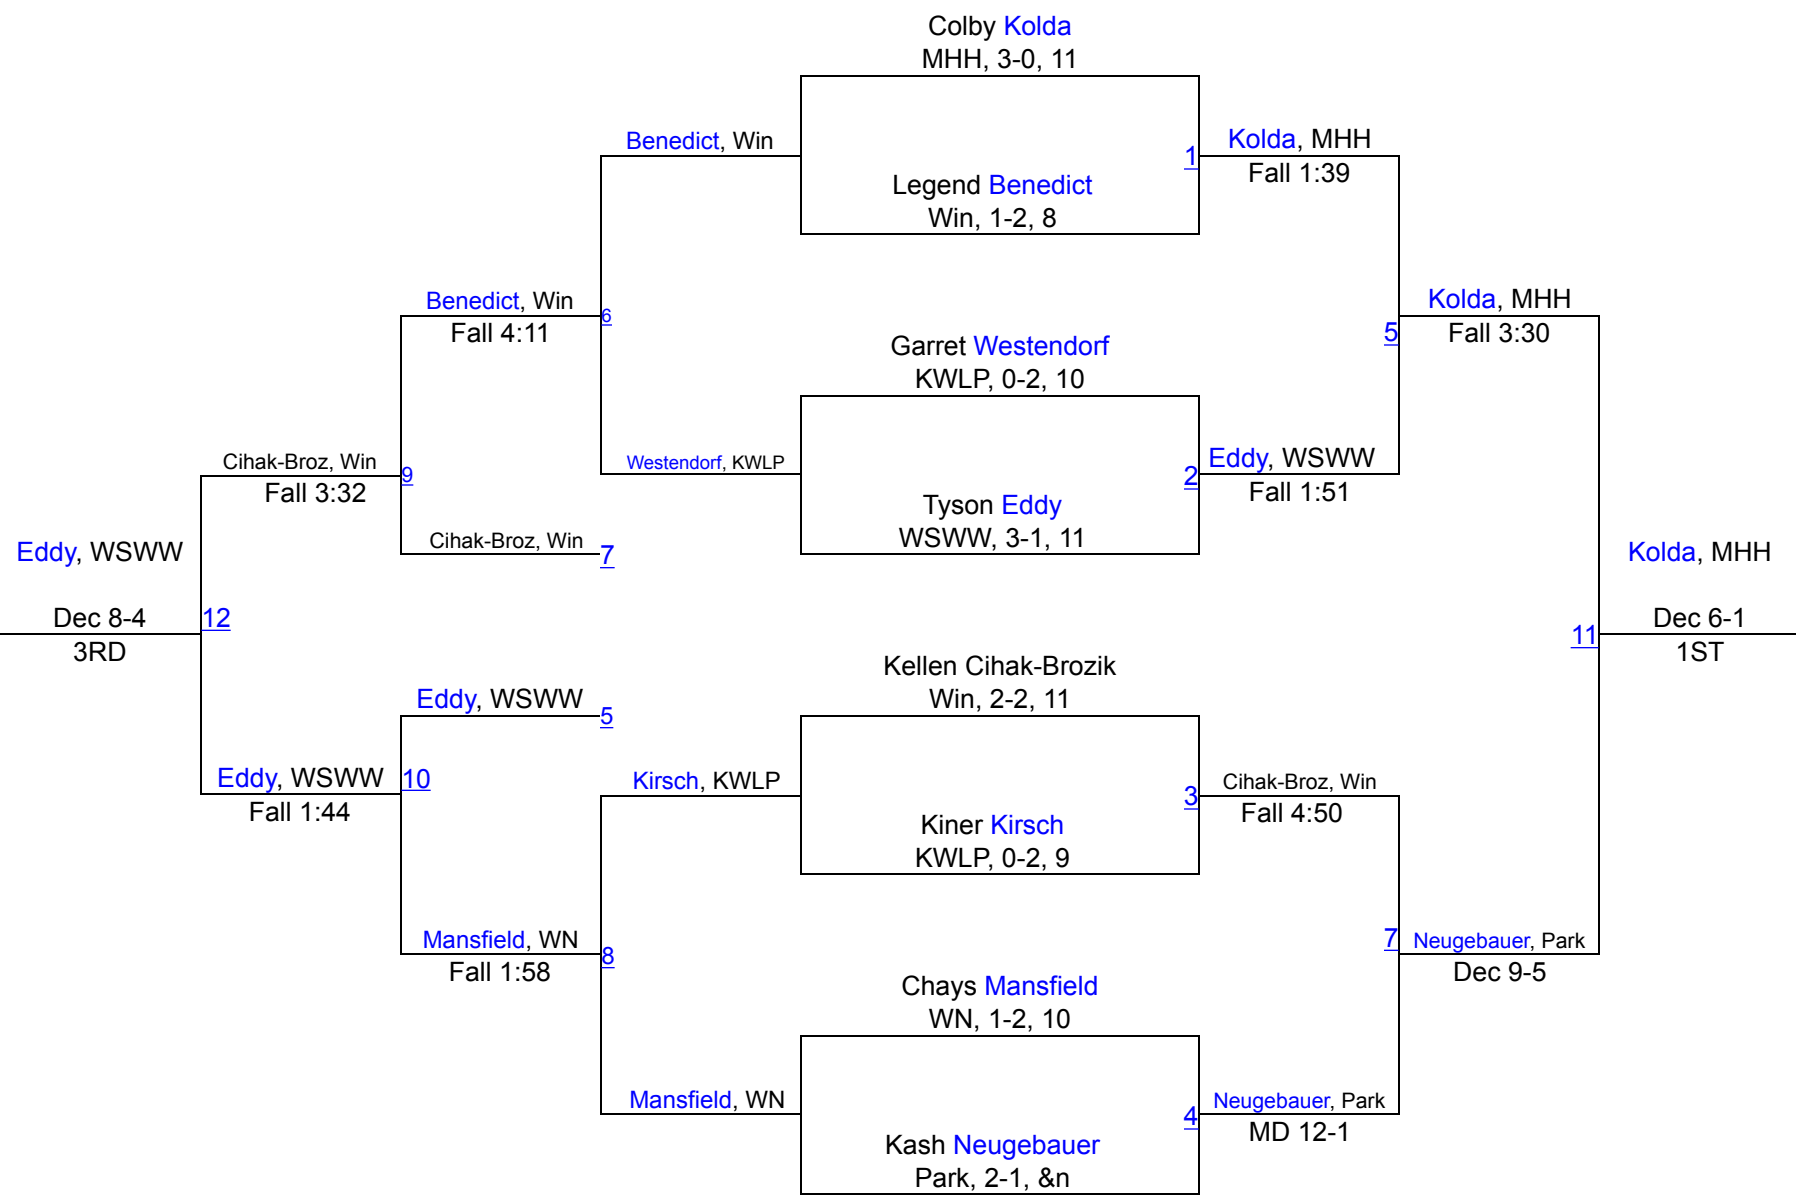 Colby Kolda
MHH, 3-0, 11
Benedict, Win
1
Kolda, MHH
Fall 1:39
Legend Benedict
Win, 1-2, 8
Benedict, Win
Fall 4:11
6
Kolda, MHH
Fall 3:30
5
Garret Westendorf
KWLP, 0-2, 10
Cihak-Broz, Win
Fall 3:32
9
Westendorf, KWLP
2
Eddy, WSWW
Fall 1:51
Tyson Eddy
WSWW, 3-1, 11
Cihak-Broz, Win
7
Eddy, WSWW
Dec 8-4
3RD
12
Kolda, MHH
Dec 6-1
1ST
11
Kellen Cihak-Brozik
Win, 2-2, 11
Eddy, WSWW
5
Eddy, WSWW
Fall 1:44
10
Kirsch, KWLP
3
Cihak-Broz, Win
Fall 4:50
Kiner Kirsch
KWLP, 0-2, 9
Mansfield, WN
Fall 1:58
8
7
Neugebauer, Park
Dec 9-5
Chays Mansfield
WN, 1-2, 10
Mansfield, WN
4
Neugebauer, Park
MD 12-1
Kash Neugebauer
Park, 2-1, &n